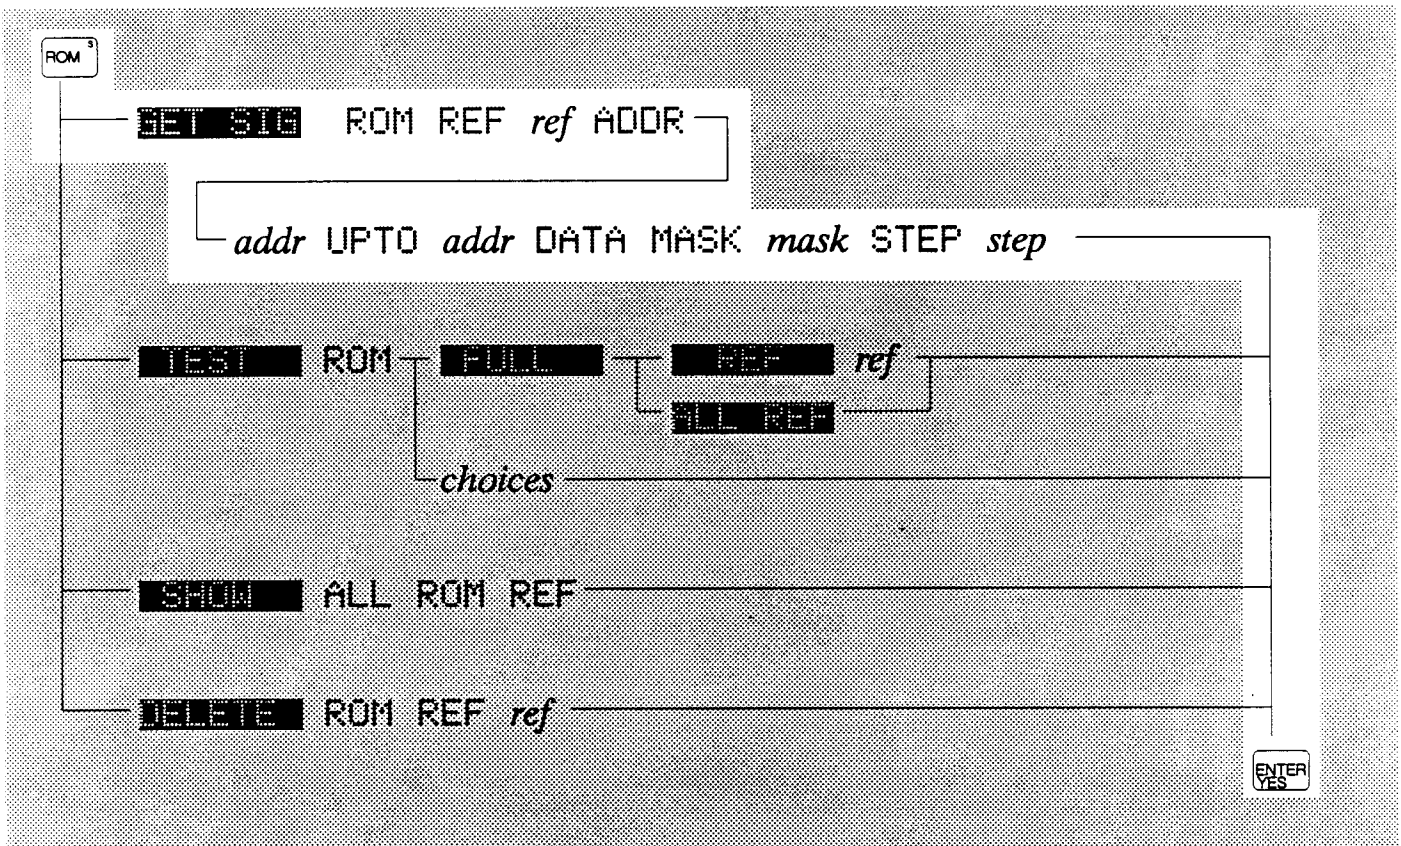 ROM S
GET SIG ROM REF ref ADDR
addr UPTO addr DATA MASK mask STEP step
TEST ROM FULL REF ref
ALL REF
choices
SHOW ALL ROM REF
DELETE ROM REF ref
ENTER
YES